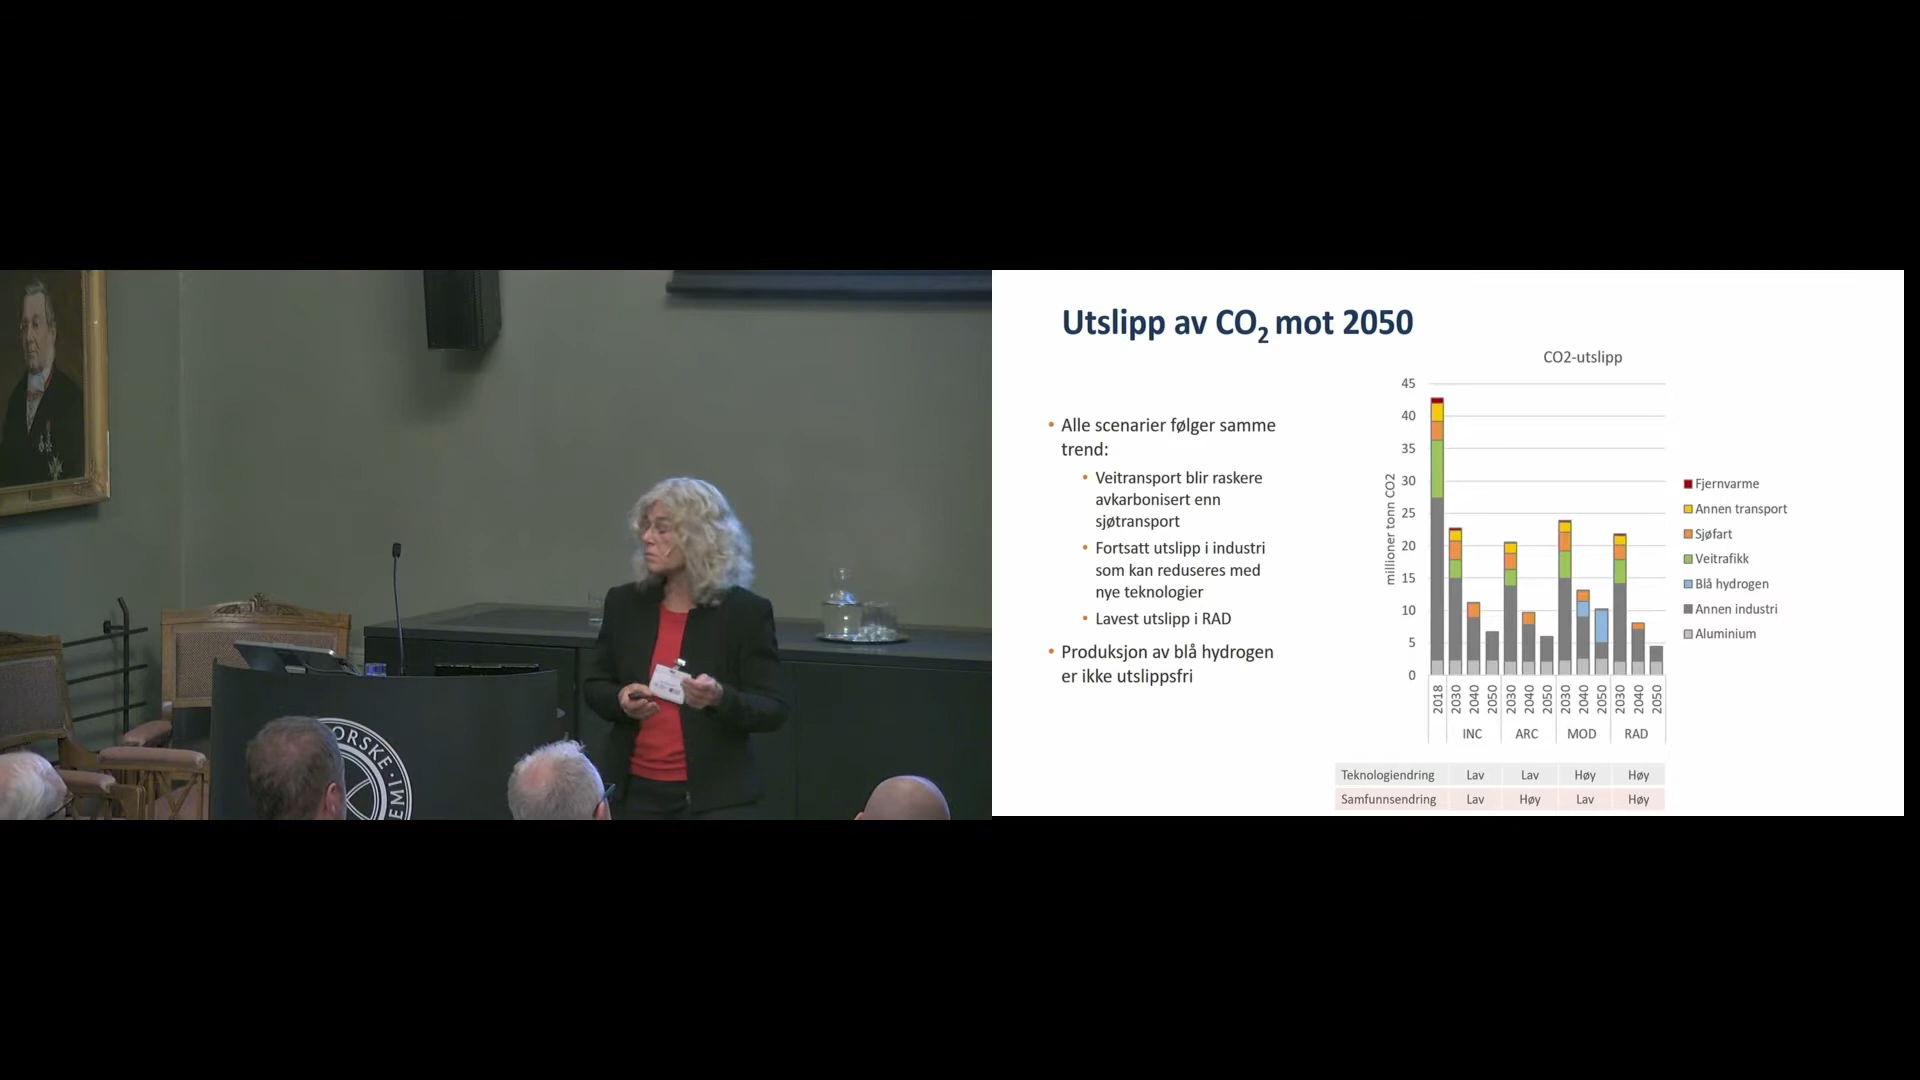 ORSKE · VIDEN
Utslipp av CO2 mot 2050
• Alle scenarier følger samme
trend:
• Veitransport blir raskere
avkarbonisert enn
sjøtransport
• Fortsatt utslipp i industri
som kan reduseres med
nye teknologier
• Lavest utslipp i RAD
• Produksjon av blå hydrogen
er ikke utslippsfri
CO2-utslipp
millioner tonn CO2
45
40
35
30
25
20
15
10
5
0
2018 2030 2040 2050 2030 2040 2050 2030 2040 2050 2030 2040 2050
INC ARC MOD RAD
Fjernvarme
Annen transport
Sjøfart
Veitrafikk
Blå hydrogen
Annen industri
Aluminium
Teknologiendring Lav Lav Høy Høy
Samfunnsendring Lav Høy Lav Høy